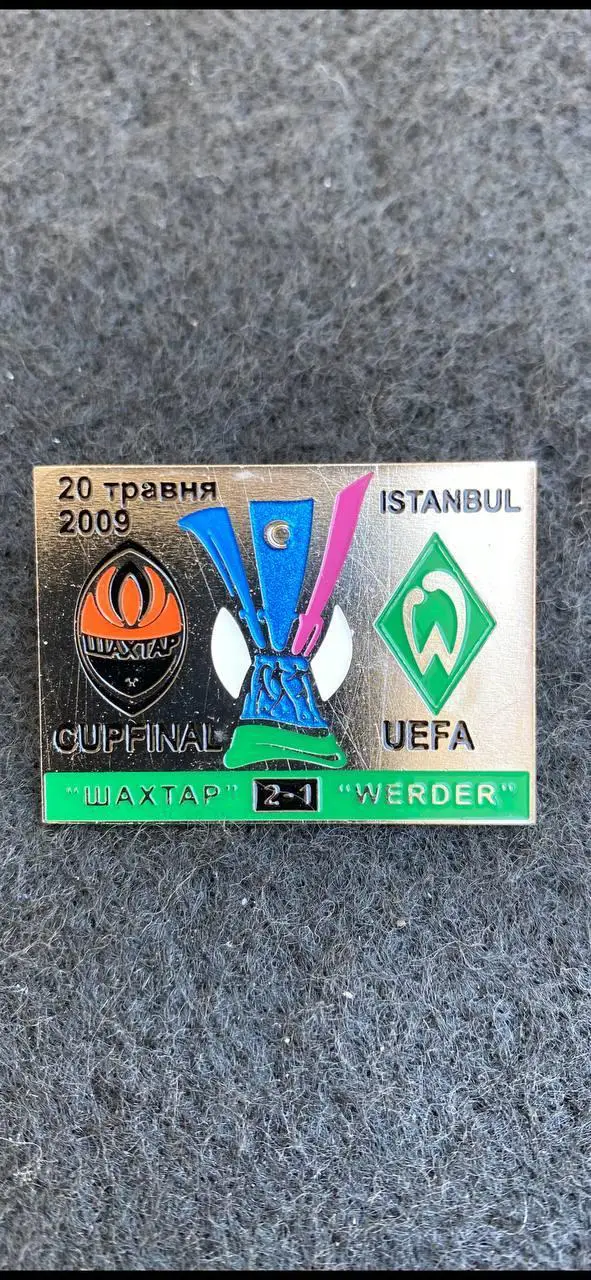 20 травня
2009
ISTANBUL
ШАХТАР
CUPFINAL
UEFA
"ШАХТАР" 2-1 "WERDER"